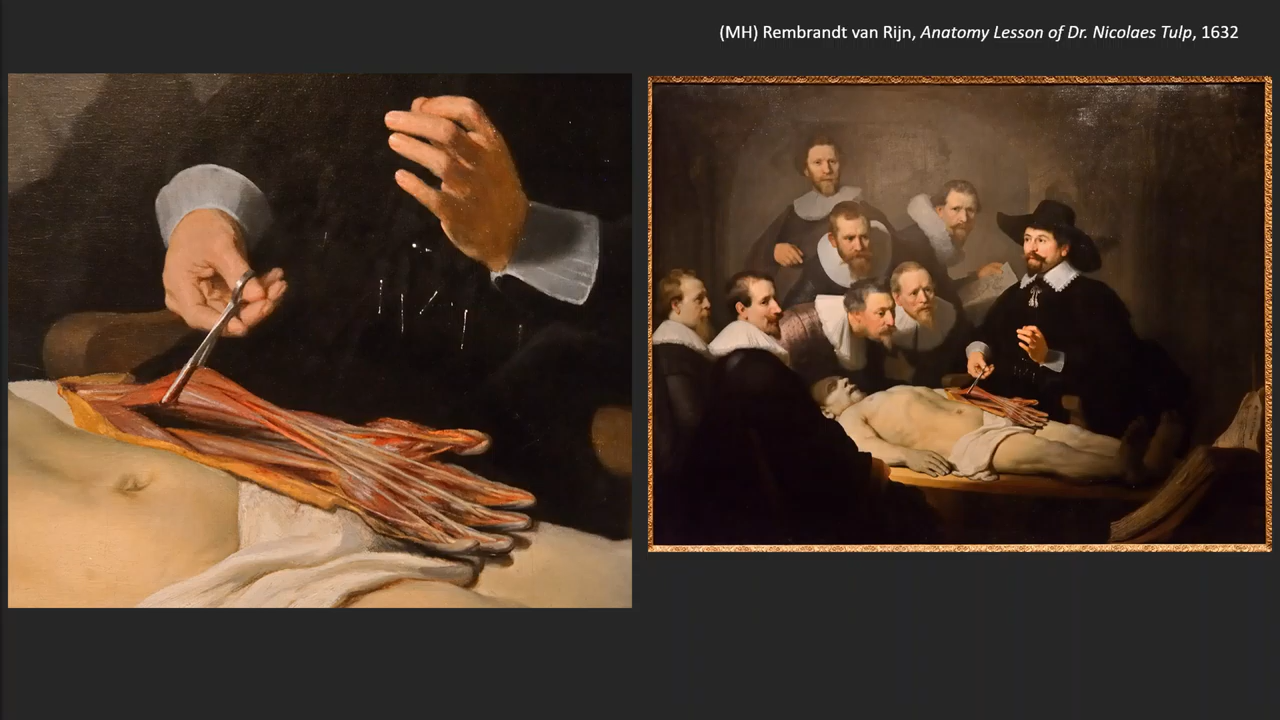 (MH) Rembrandt van Rijn, Anatomy Lesson of Dr. Nicolaes Tulp, 1632